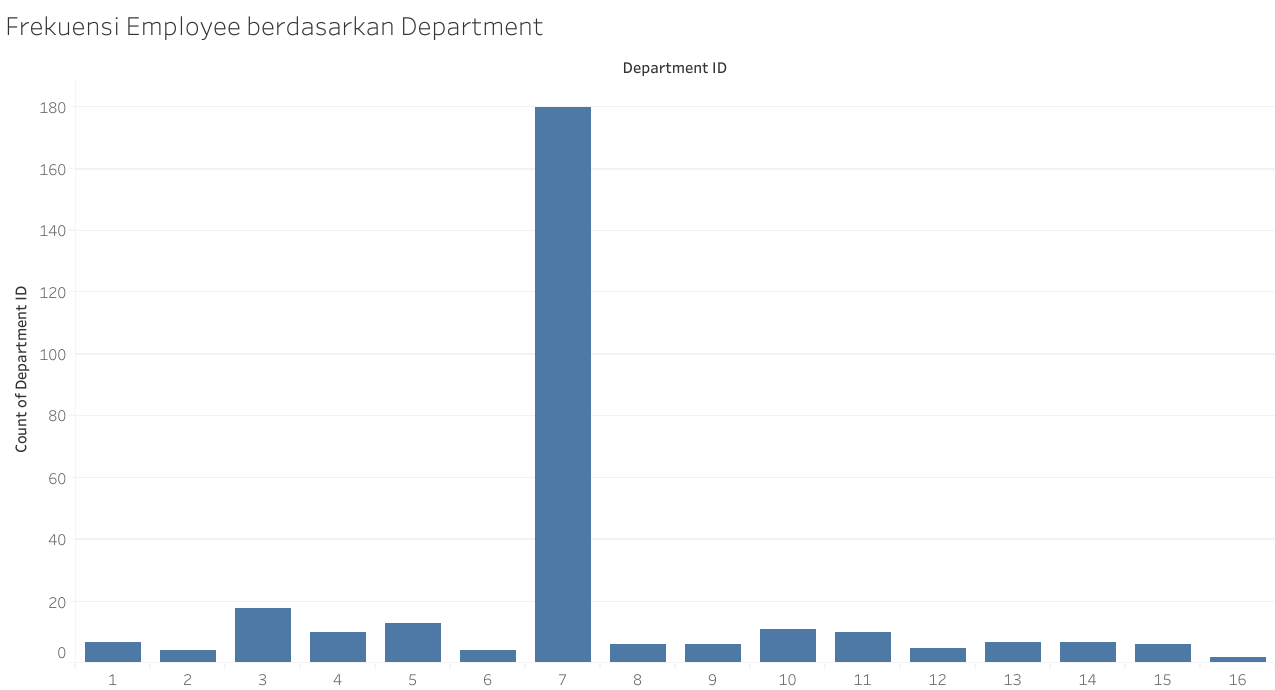 Frekuensi Employee berdasarkan Department
Department ID
Count of Department ID
180
160
140
120
100
80
60
40
20
0
1 2 3 4 5 6 7 8 9 10 11 12 13 14 15 16